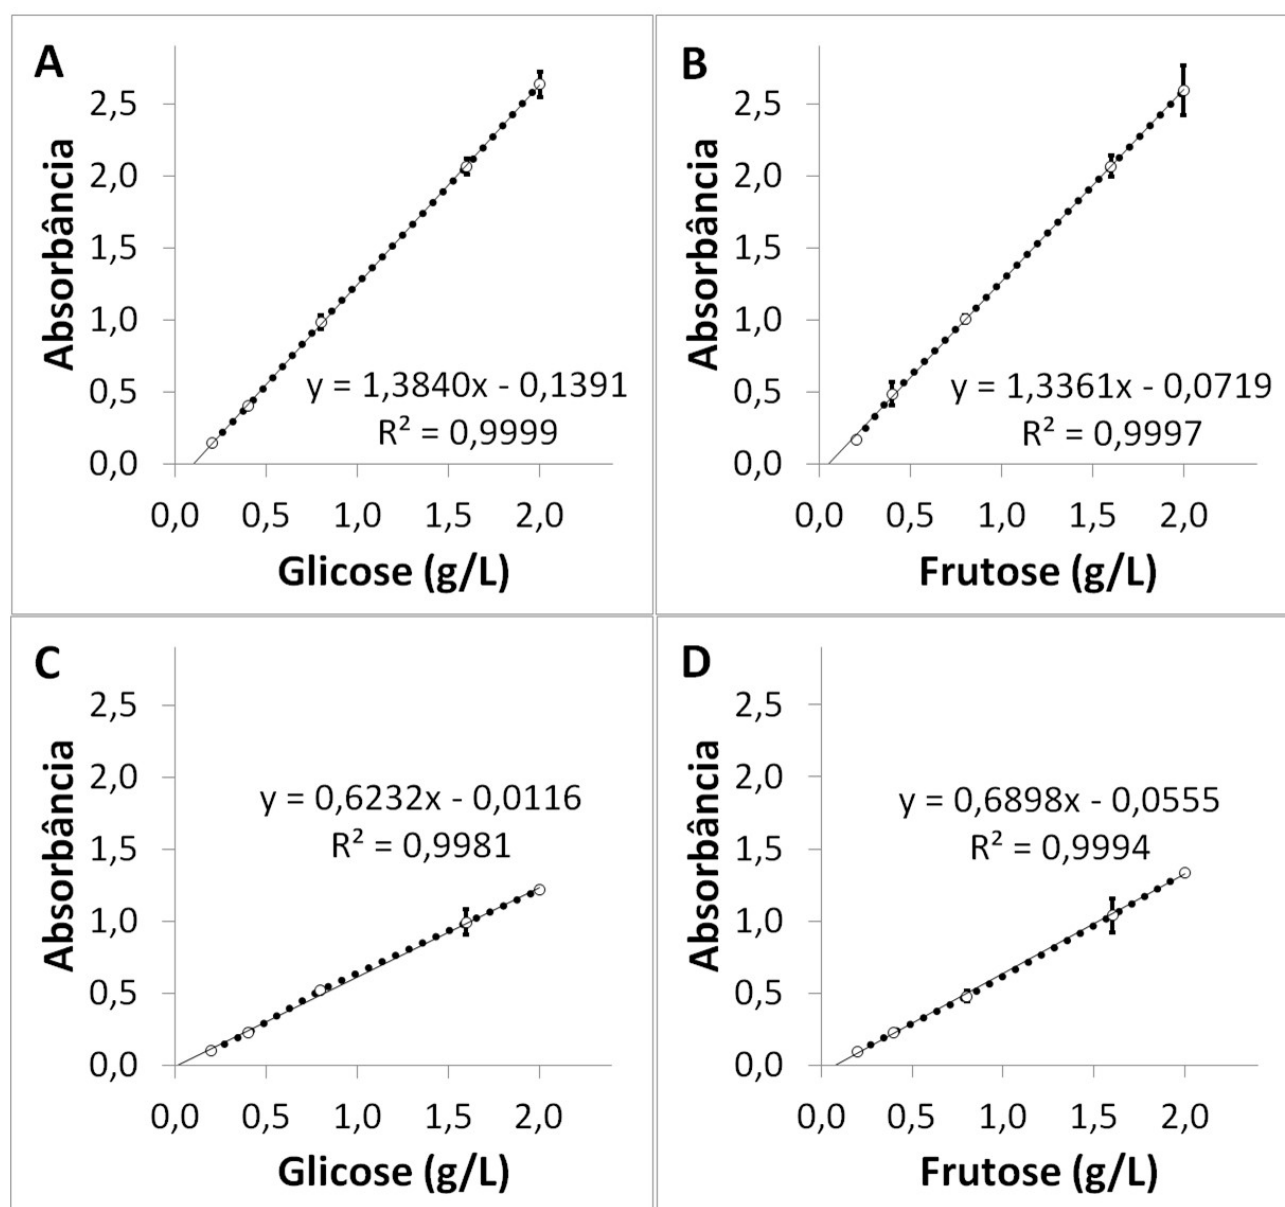 A
Absorbância
2,5
2,0
1,5
1,0
0,5
0,0
y = 1,3840x - 0,1391
R² = 0,9999
0,0 0,5 1,0 1,5 2,0
Glicose (g/L)
B
Absorbância
2,5
2,0
1,5
1,0
0,5
0,0
y = 1,3361x - 0,0719
R² = 0,9997
0,0 0,5 1,0 1,5 2,0
Frutose (g/L)
C
Absorbância
2,5
2,0
1,5
1,0
0,5
0,0
y = 0,6232x - 0,0116
R² = 0,9981
0,0 0,5 1,0 1,5 2,0
Glicose (g/L)
D
Absorbância
2,5
2,0
1,5
1,0
0,5
0,0
y = 0,6898x - 0,0555
R² = 0,9994
0,0 0,5 1,0 1,5 2,0
Frutose (g/L)